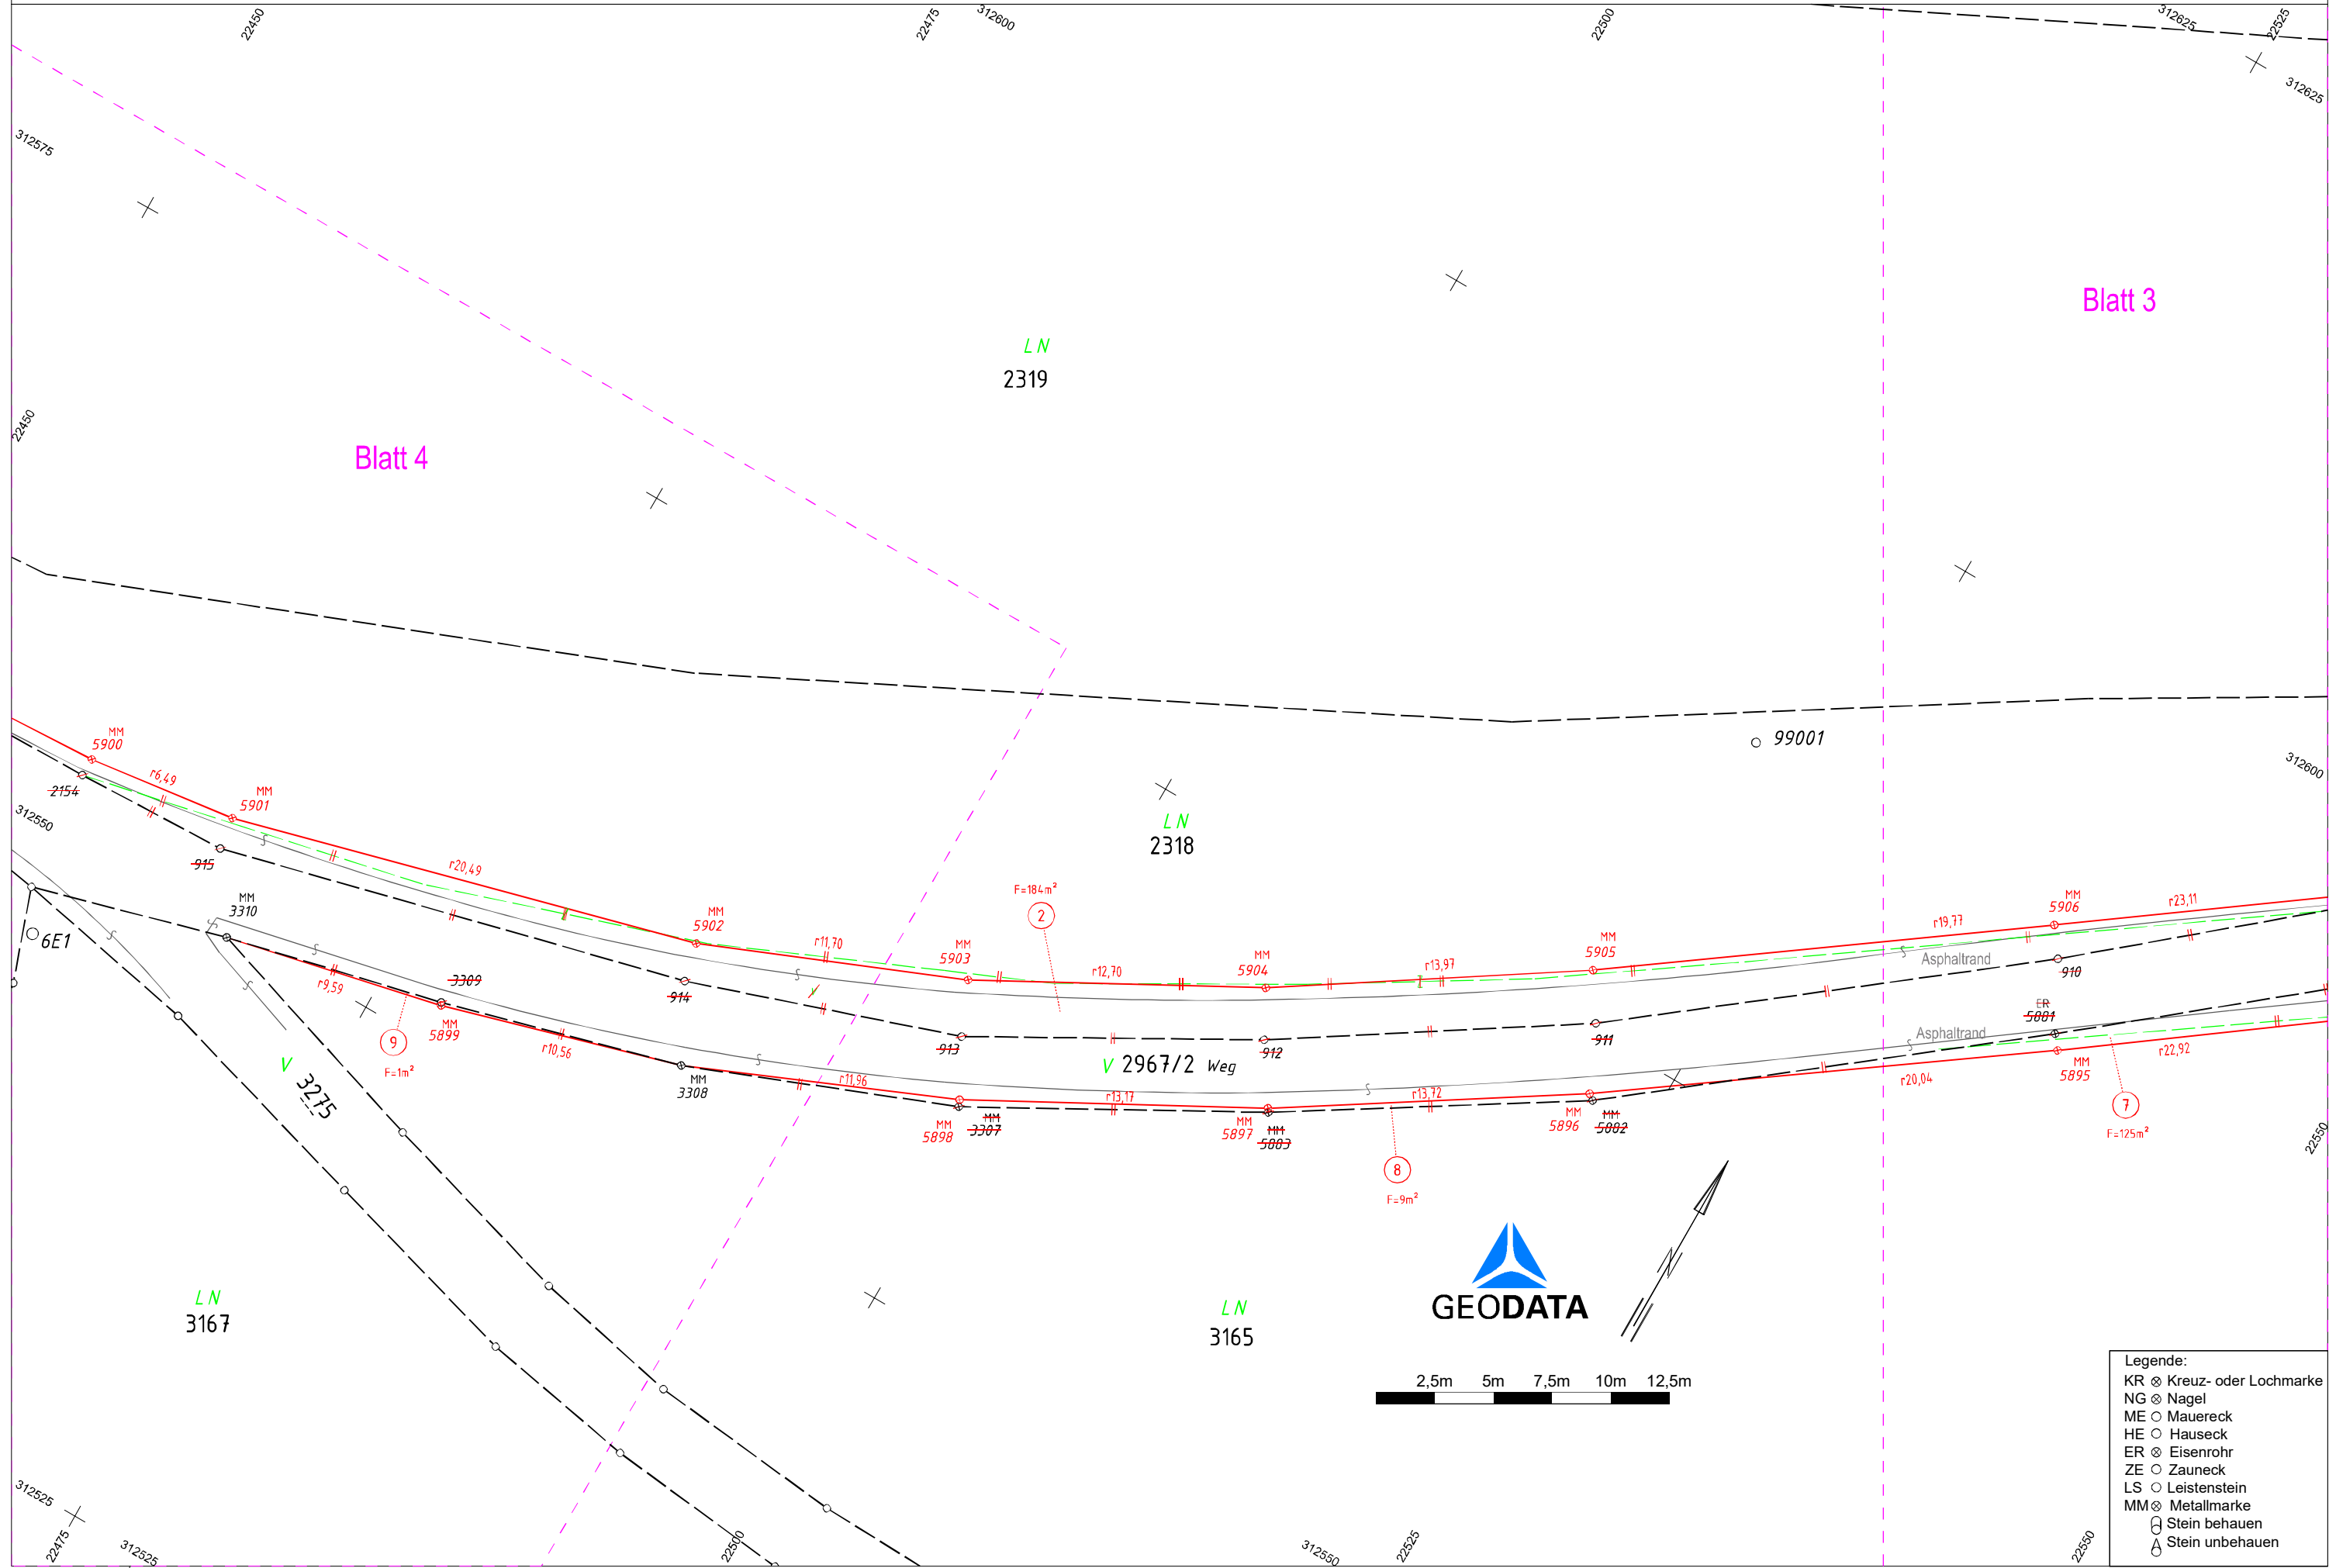 22450
22475
312600
22500
312625
22525
312575
312625
22450
Blatt 3
LN
2319
Blatt 4
MM
5900
r6,49
2154
MM
5901
312550
915
r20,49
99001
312600
LN
2318
MM
3310
6E1
MM
5902
F=184m²
2
r11,70
MM
5903
r12,70
MM
5904
r13,97
MM
5905
r19,77
MM
5906
r23,11
Asphaltrand
910
3309
r9,59
914
MM
5899
9
F=1m²
r10,56
913
912
911
ER
5881
Asphaltrand
V 2967/2 Weg
V 3275
MM
3308
r11,96
r13,17
r13,72
r20,04
r22,92
MM
5895
MM
5898
MM
3307
MM
5897
MM
5883
MM
5896
MM
5882
7
F=125m²
22550
8
F=9m²
LN
3167
LN
3165
GEODATA
2,5m 5m 7,5m 10m 12,5m
Legende:
KR Kreuz- oder Lochmarke
NG Nagel
ME Mauereck
HE Hauseck
ER Eisenrohr
ZE Zauneck
LS Leistenstein
MM Metallmarke
Stein behauen
Stein unbehauen
312525
22475
312525
22500
312550
22525
22550